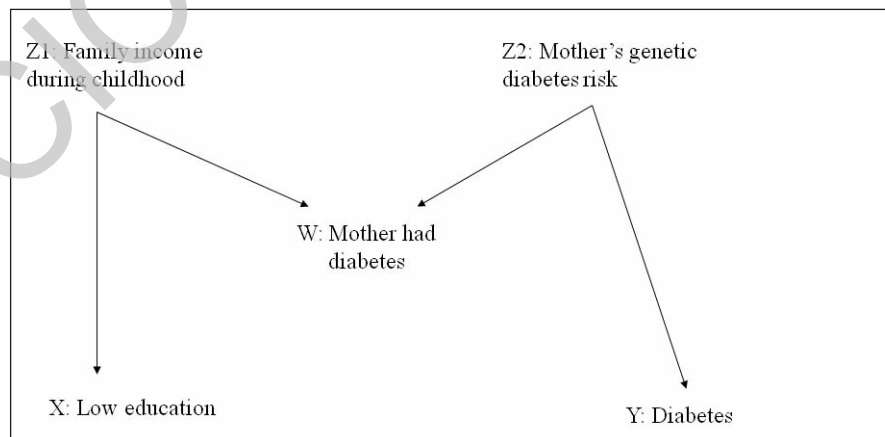 Z1: Family income
during childhood
Z2: Mother's genetic
diabetes risk
W: Mother had
diabetes
X: Low education
Y: Diabetes